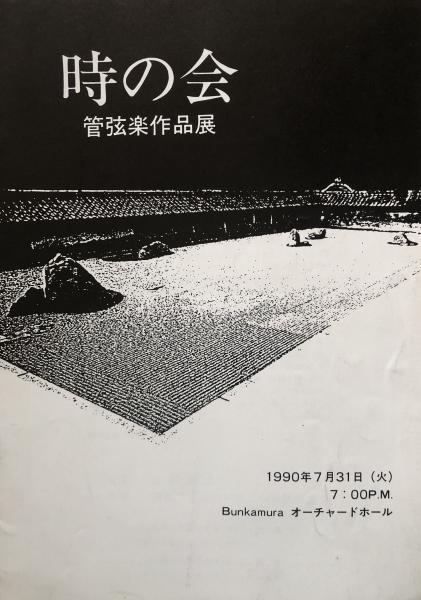 時の会
管弦楽作品展
1990年7月31日（火）
7：00P.M.
Bunkamura オーチャードホール